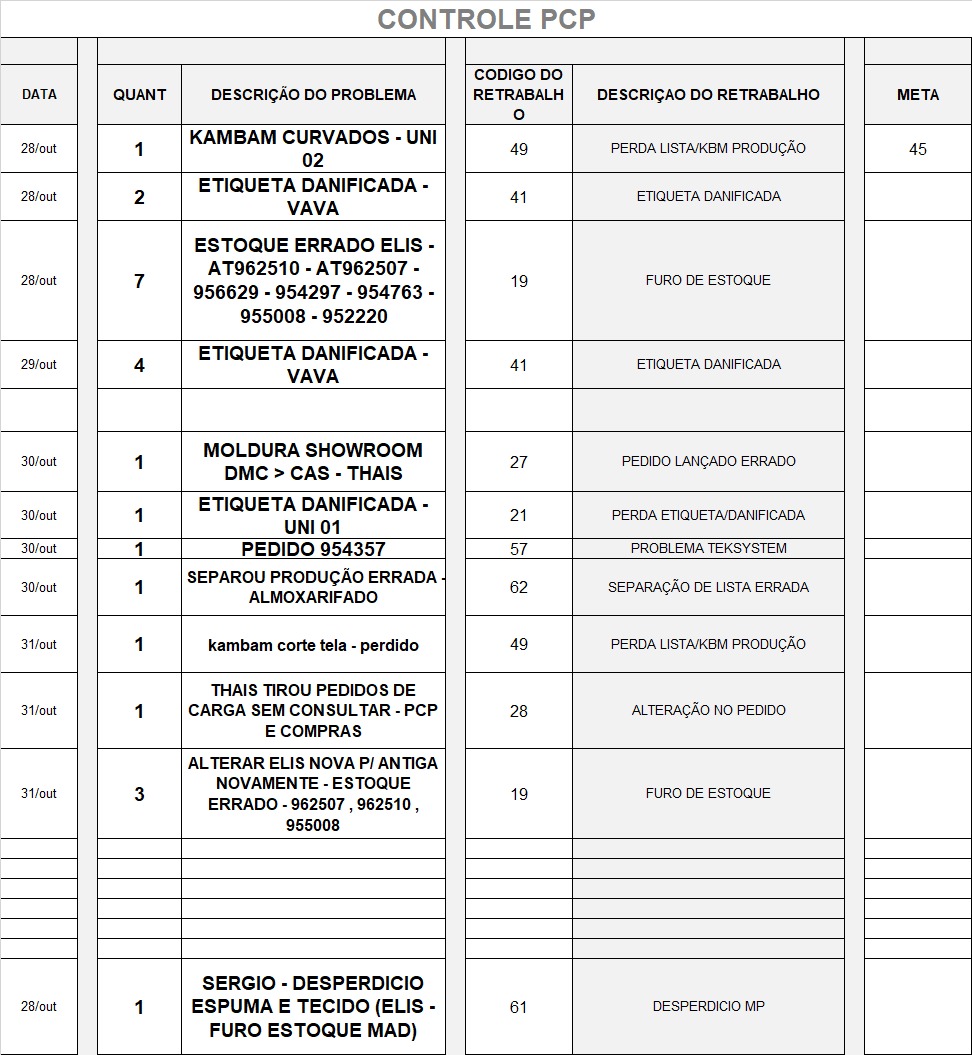 CONTROLE PCP
DATA QUANT DESCRIÇÃO DO PROBLEMA CODIGO DO RETRABALH O DESCRIÇAO DO RETRABALHO META
28/out 1 KAMBAM CURVADOS - UNI 02 49 PERDA LISTA/KBM PRODUÇÃO 45
28/out 2 ETIQUETA DANIFICADA - VAVA 41 ETIQUETA DANIFICADA
28/out 7 ESTOQUE ERRADO ELIS - AT962510 - AT962507 - 956629 - 954297 - 954763 - 955008 - 952220 19 FURO DE ESTOQUE
29/out 4 ETIQUETA DANIFICADA - VAVA 41 ETIQUETA DANIFICADA
30/out 1 MOLDURA SHOWROOM DMC > CAS - THAIS 27 PEDIDO LANÇADO ERRADO
30/out 1 ETIQUETA DANIFICADA - UNI 01 21 PERDA ETIQUETA/DANIFICADA
30/out 1 PEDIDO 954357 57 PROBLEMA TEKSYSTEM
30/out 1 SEPAROU PRODUÇÃO ERRADA - ALMOXARIFADO 62 SEPARAÇÃO DE LISTA ERRADA
31/out 1 kambam corte tela - perdido 49 PERDA LISTA/KBM PRODUÇÃO
31/out 1 THAIS TIROU PEDIDOS DE CARGA SEM CONSULTAR - PCP E COMPRAS 28 ALTERAÇÃO NO PEDIDO
31/out 3 ALTERAR ELIS NOVA P/ ANTIGA NOVAMENTE - ESTOQUE ERRADO - 962507 , 962510 , 955008 19 FURO DE ESTOQUE
28/out 1 SERGIO - DESPERDICIO ESPUMA E TECIDO (ELIS - FURO ESTOQUE MAD) 61 DESPERDICIO MP